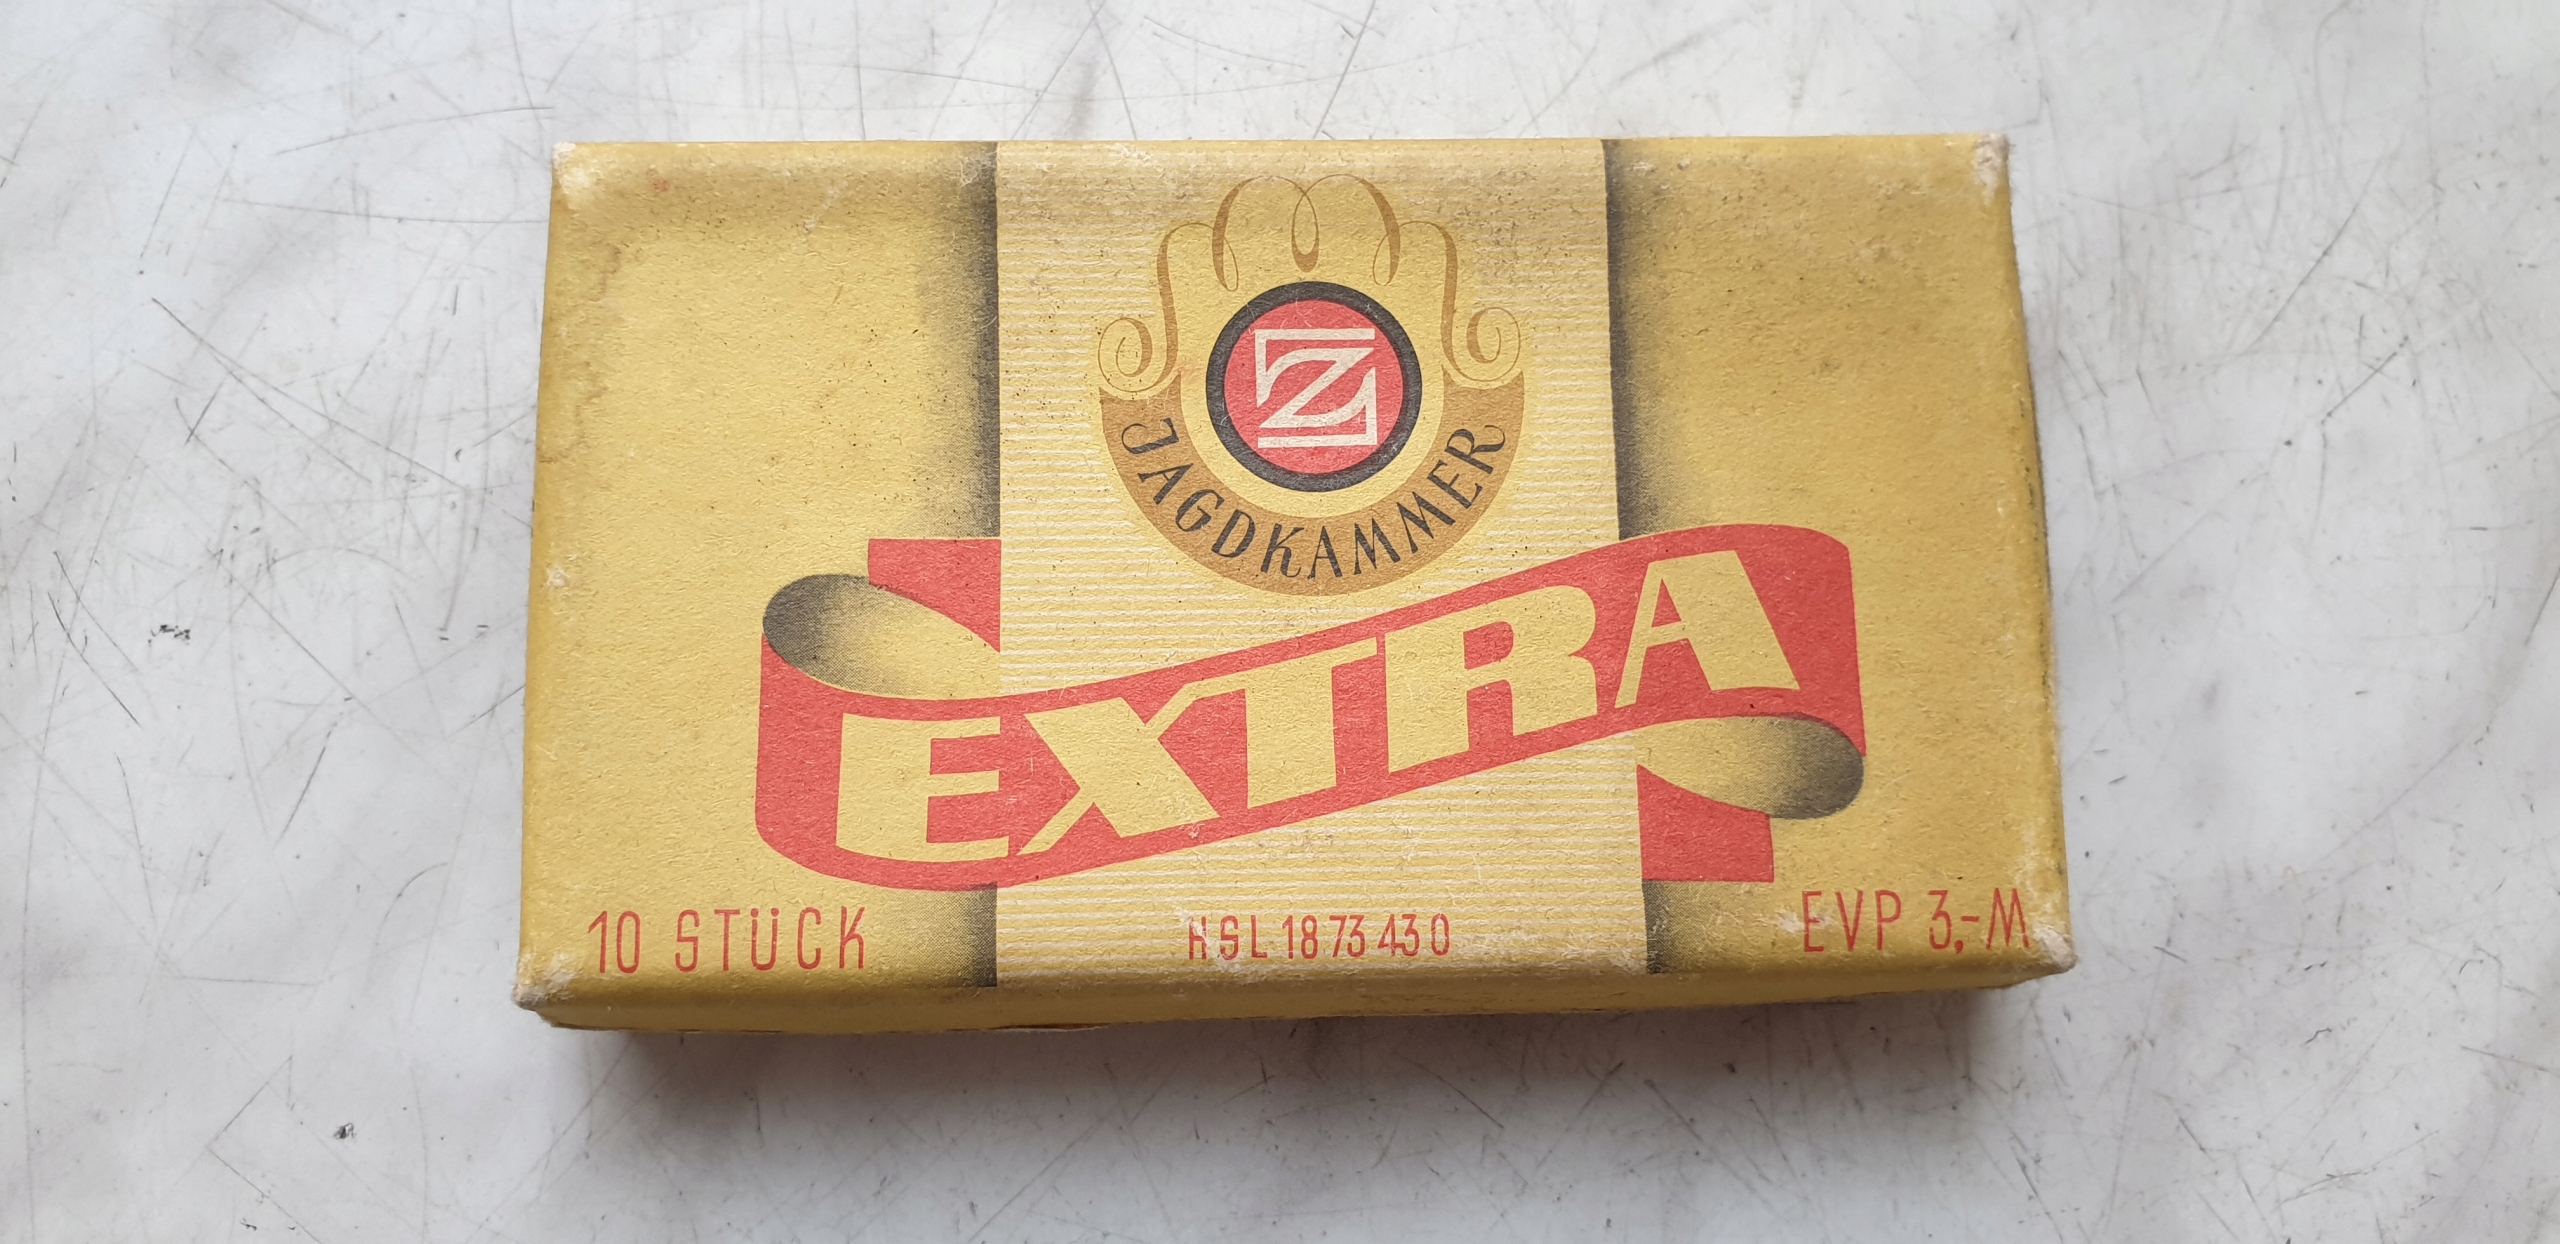 Z
JAGDKAMMER
EXTRA
10 STÜCK
HSL 1873430
EVP 3,-M